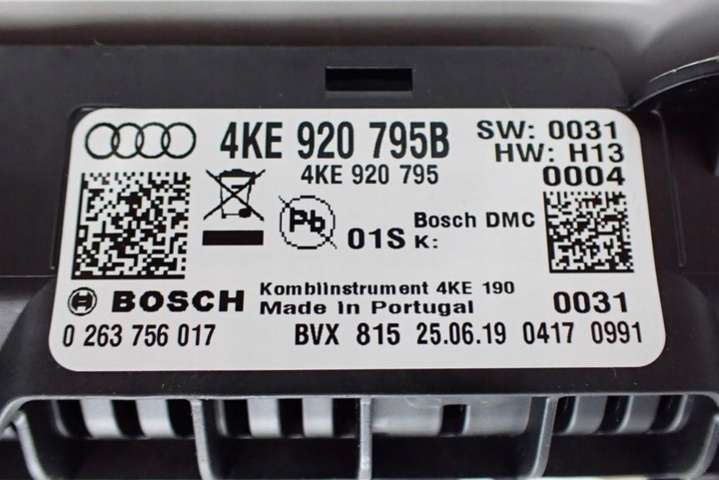 4KE 920 795B
SW: 0031
HW: H13
4KE 920 795
0004
Pb
01S
Bosch DMC
K:
BOSCH
Kombiinstrument 4KE 190
Made in Portugal
0031
0 263 756 017
BVX 815 25.06.19 0417 0991